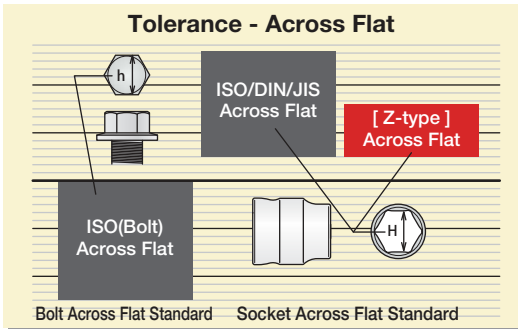 Tolerance - Across Flat
h
ISO/DIN/JIS
Across Flat
[ Z-type ]
Across Flat
ISO(Bolt)
Across Flat
H
Bolt Across Flat Standard
Socket Across Flat Standard